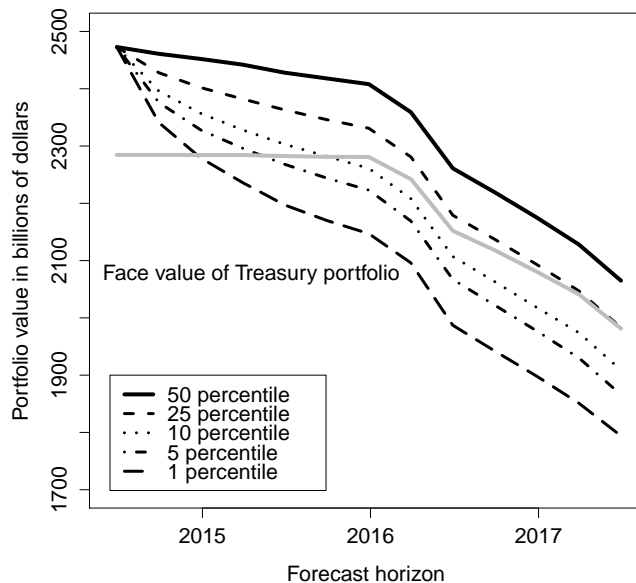 2500
2300
2100
1900
1700
Portfolio value in billions of dollars
Face value of Treasury portfolio
50 percentile
25 percentile
10 percentile
5 percentile
1 percentile
2015 2016 2017
Forecast horizon